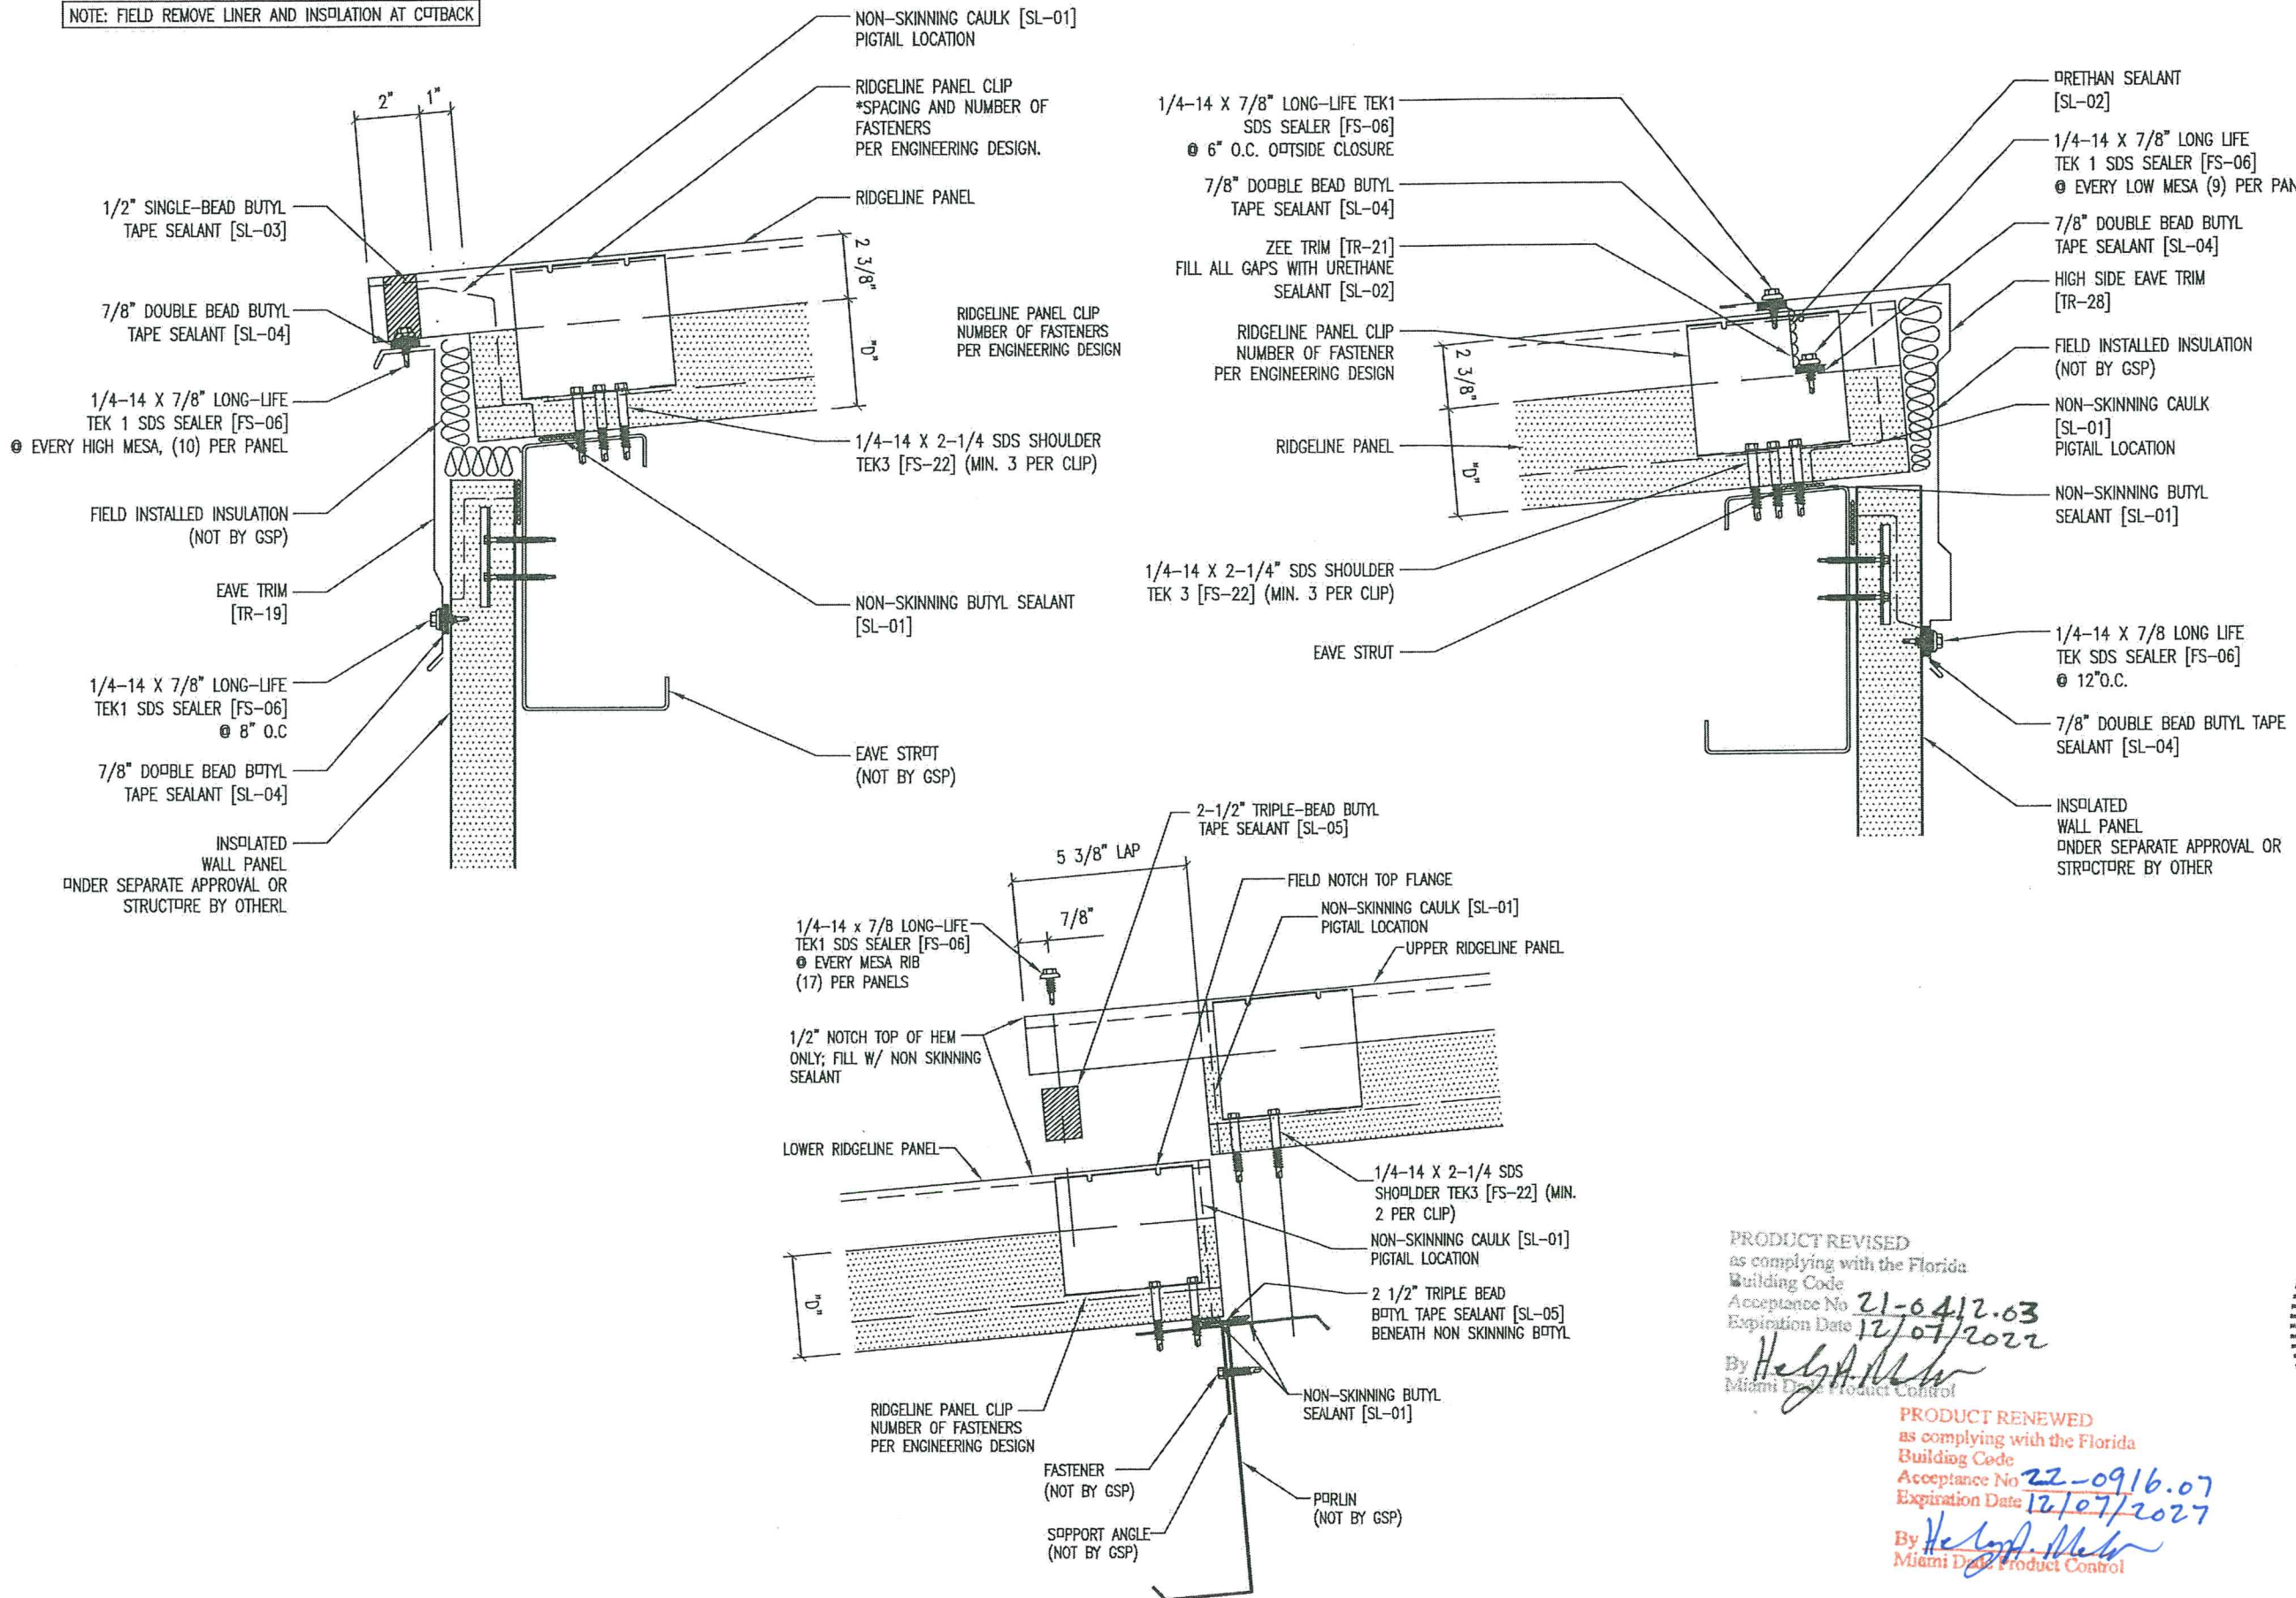 NOTE: FIELD REMOVE LINER AND INS▯LATION AT C▯TBACK
2"
1"
1/2" SINGLE-BEAD BUTYL
TAPE SEALANT [SL-03]
7/8" DOUBLE BEAD BUTYL
TAPE SEALANT [SL-04]
1/4-14 X 7/8" LONG-LIFE
TEK 1 SDS SEALER [FS-06]
@ EVERY HIGH MESA, (10) PER PANEL
FIELD INSTALLED INSULATION
(NOT BY GSP)
EAVE TRIM
[TR-19]
1/4-14 X 7/8" LONG-LIFE
TEK1 SDS SEALER [FS-06]
@ 8" O.C
7/8" DO▯BLE BEAD B▯TYL
TAPE SEALANT [SL-04]
INS▯LATED
WALL PANEL
▯NDER SEPARATE APPROVAL OR
STRUCT▯RE BY OTHERL
NON-SKINNING CAULK [SL-01]
PIGTAIL LOCATION
RIDGELINE PANEL CLIP
*SPACING AND NUMBER OF
FASTENERS
PER ENGINEERING DESIGN.
RIDGELINE PANEL
2 3/8"
"D"
RIDGELINE PANEL CLIP
NUMBER OF FASTENERS
PER ENGINEERING DESIGN
1/4-14 X 2-1/4 SDS SHOULDER
TEK3 [FS-22] (MIN. 3 PER CLIP)
NON-SKINNING BUTYL SEALANT
[SL-01]
EAVE STR▯T
(NOT BY GSP)
1/4-14 X 7/8" LONG-LIFE TEK1
SDS SEALER [FS-06]
@ 6" O.C. O▯TSIDE CLOSURE
7/8" DO▯BLE BEAD BUTYL
TAPE SEALANT [SL-04]
ZEE TRIM [TR-21]
FILL ALL GAPS WITH URETHANE
SEALANT [SL-02]
RIDGELINE PANEL CLIP
NUMBER OF FASTENER
PER ENGINEERING DESIGN
2 3/8"
RIDGELINE PANEL
"D"
1/4-14 X 2-1/4" SDS SHOULDER
TEK 3 [FS-22] (MIN. 3 PER CLIP)
EAVE STRUT
▯RETHAN SEALANT
[SL-02]
1/4-14 X 7/8" LONG LIFE
TEK 1 SDS SEALER [FS-06]
@ EVERY LOW MESA (9) PER PAN
7/8" DOUBLE BEAD BUTYL
TAPE SEALANT [SL-04]
HIGH SIDE EAVE TRIM
[TR-28]
FIELD INSTALLED INSULATION
(NOT BY GSP)
NON-SKINNING CAULK
[SL-01]
PIGTAIL LOCATION
NON-SKINNING BUTYL
SEALANT [SL-01]
1/4-14 X 7/8 LONG LIFE
TEK SDS SEALER [FS-06]
@ 12"O.C.
7/8" DOUBLE BEAD BUTYL TAPE
SEALANT [SL-04]
INS▯LATED
WALL PANEL
▯NDER SEPARATE APPROVAL OR
STR▯CT▯RE BY OTHER
2-1/2" TRIPLE-BEAD BUTYL
TAPE SEALANT [SL-05]
5 3/8" LAP
7/8"
FIELD NOTCH TOP FLANGE
NON-SKINNING CAULK [SL-01]
PIGTAIL LOCATION
UPPER RIDGELINE PANEL
1/4-14 x 7/8 LONG-LIFE
TEK1 SDS SEALER [FS-06]
@ EVERY MESA RIB
(17) PER PANELS
1/2" NOTCH TOP OF HEM
ONLY; FILL W/ NON SKINNING
SEALANT
LOWER RIDGELINE PANEL
1/4-14 X 2-1/4 SDS
SHO▯LDER TEK3 [FS-22] (MIN.
2 PER CLIP)
NON-SKINNING CAULK [SL-01]
PIGTAIL LOCATION
"D"
2 1/2" TRIPLE BEAD
B▯TYL TAPE SEALANT [SL-05]
BENEATH NON SKINNING B▯TYL
NON-SKINNING BUTYL
SEALANT [SL-01]
RIDGELINE PANEL CLIP
NUMBER OF FASTENERS
PER ENGINEERING DESIGN
FASTENER
(NOT BY GSP)
P▯RLIN
(NOT BY GSP)
S▯PPORT ANGLE
(NOT BY GSP)
PRODUCT REVISED
as complying with the Florida
Building Code
Acceptance No 21-0412.03
Expiration Date 12/07/2022
By
Miami Dade Product Control
PRODUCT RENEWED
as complying with the Florida
Building Code
Acceptance No 22-0916.07
Expiration Date 12/07/2027
By
Miami Dade Product Control